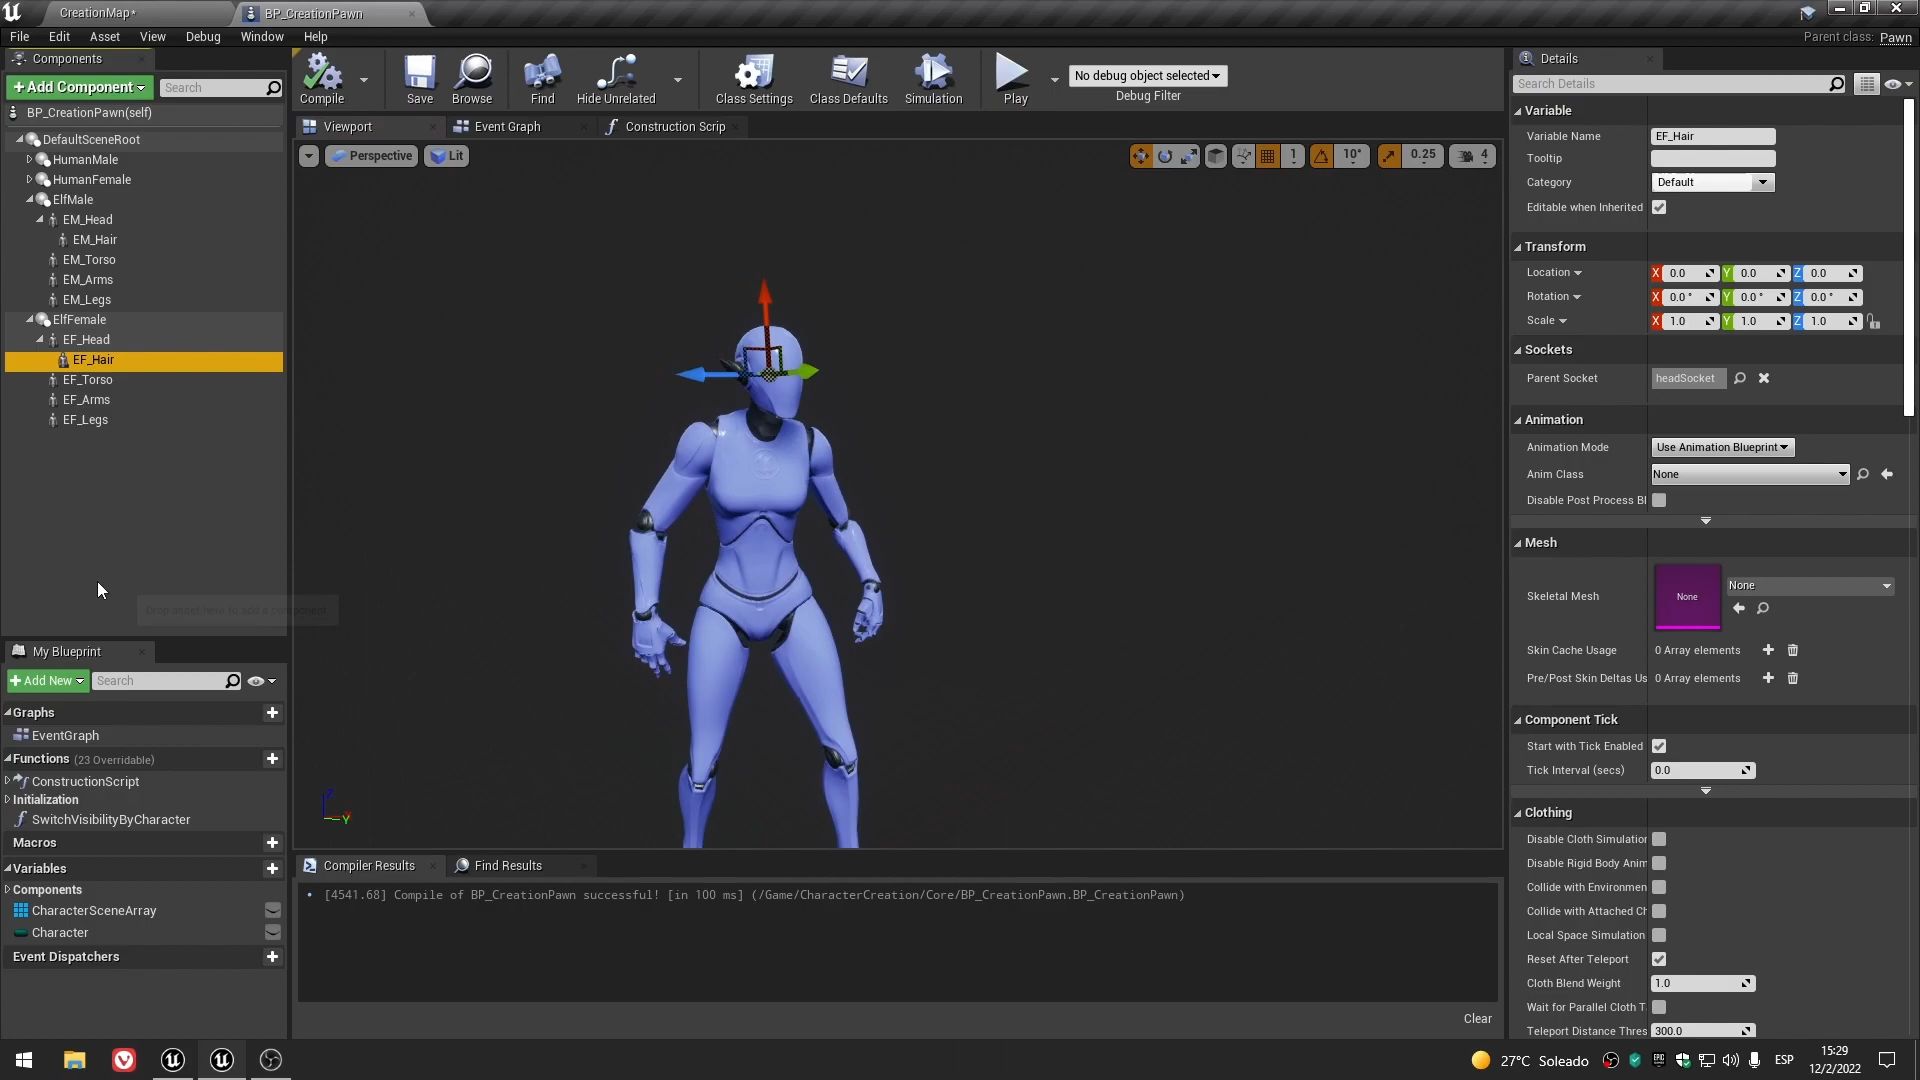 CreationMap*
BP_CreationPawn
File Edit Asset View Debug Window Help
Parent class: Pawn
Components
+Add Component
Search
BP_CreationPawn(self)
DefaultSceneRoot
HumanMale
HumanFemale
ElfMale
EM_Head
EM_Hair
EM_Torso
EM_Arms
EM_Legs
ElfFemale
EF_Head
EF_Hair
EF_Torso
EF_Arms
EF_Legs
Drop asset here to add a component.
My Blueprint
+Add New
Search
Graphs
EventGraph
Functions (23 Overridable)
ConstructionScript
Initialization
SwitchVisibilityByCharacter
Macros
Variables
Components
CharacterSceneArray
Character
Event Dispatchers
Compile
Save
Browse
Find
Hide Unrelated
Class Settings
Class Defaults
Simulation
Play
No debug object selected
Debug Filter
Viewport
Event Graph
Construction Scrip
Perspective
Lit
1
10°
0.25
4
Z
Y
Compiler Results
Find Results
• [4541.68] Compile of BP_CreationPawn successful! [in 100 ms] (/Game/CharacterCreation/Core/BP_CreationPawn.BP_CreationPawn)
Clear
Details
Search Details
Variable
Variable Name EF_Hair
Tooltip
Category Default
Editable when Inherited
Transform
Location X 0.0 Y 0.0 Z 0.0
Rotation X 0.0 ° Y 0.0 ° Z 0.0 °
Scale X 1.0 Y 1.0 Z 1.0
Sockets
Parent Socket headSocket
Animation
Animation Mode Use Animation Blueprint
Anim Class None
Disable Post Process Bl
Mesh
Skeletal Mesh None None
Skin Cache Usage 0 Array elements
Pre/Post Skin Deltas Us 0 Array elements
Component Tick
Start with Tick Enabled
Tick Interval (secs) 0.0
Clothing
Disable Cloth Simulation
Disable Rigid Body Anim
Collide with Environmen
Collide with Attached Ch
Local Space Simulation
Reset After Teleport
Cloth Blend Weight 1.0
Wait for Parallel Cloth T
Teleport Distance Thres 300.0
27°C Soleado
EPIC
ESP
15:29
12/2/2022